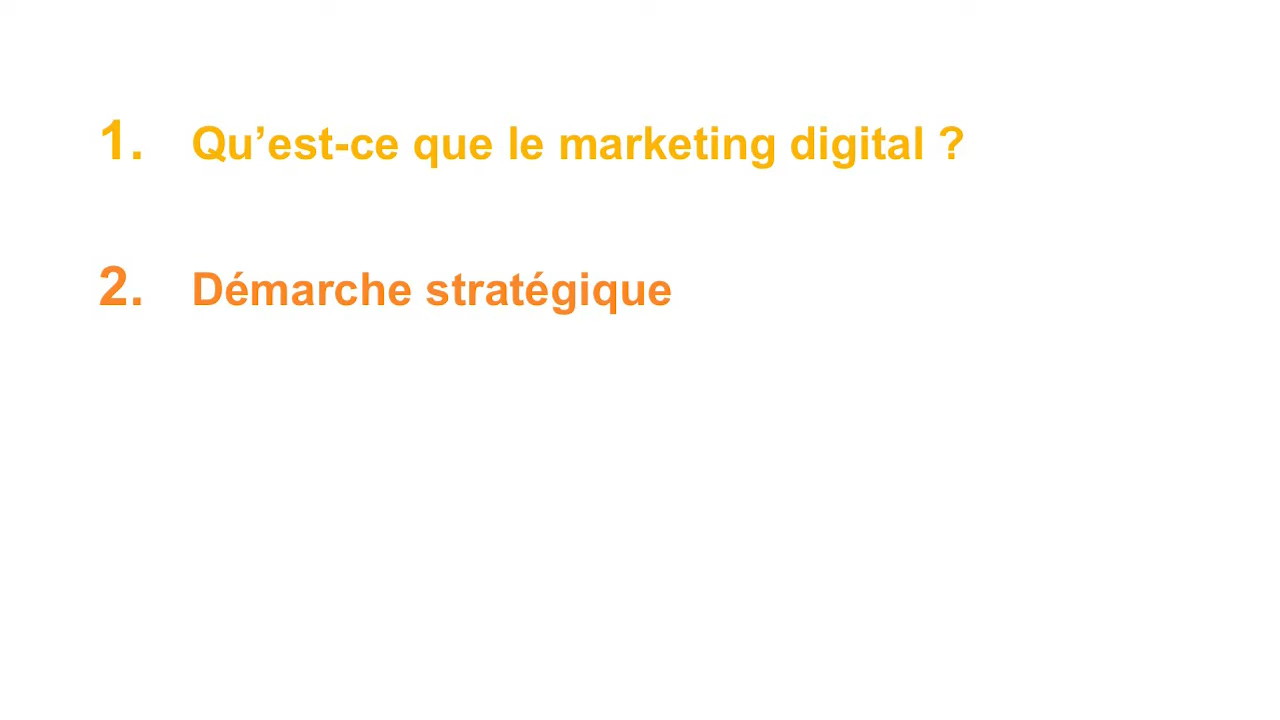 1. Qu’est-ce que le marketing digital ?
2. Démarche stratégique